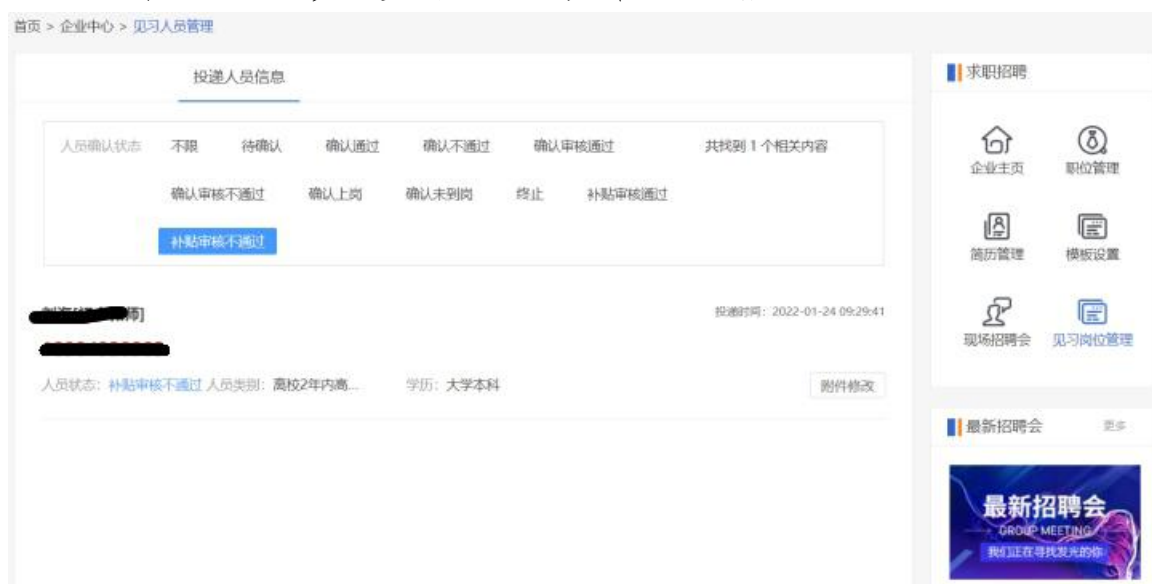 首页 > 企业中心 > 见习人员管理
投递人员信息
人员确认状态 不限 待确认 确认通过 确认不通过 确认审核通过 共找到 1 个相关内容
确认审核不通过 确认上岗 确认未到岗 终止 补贴审核通过
补贴审核不通过
师]
投递时间：2022-01-24 09:29:41
人员状态：补贴审核不通过 人员类别：高校2年内离... 学历：大学本科
附件修改
求职招聘
企业主页 职位管理
简历管理 模板设置
现场招聘会 见习岗位管理
最新招聘会 更多
最新招聘会
GROUP MEETING
我们正在寻找发光的你